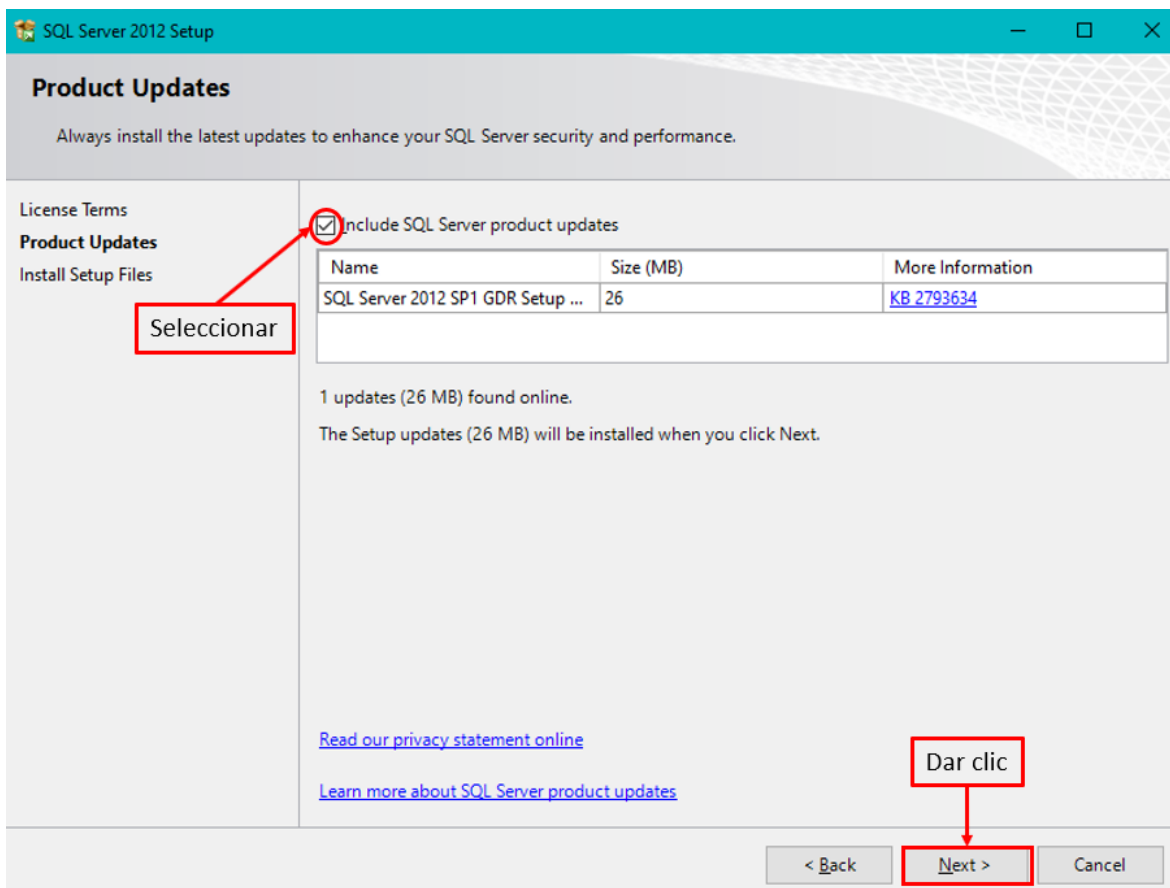 SQL Server 2012 Setup
Product Updates
Always install the latest updates to enhance your SQL Server security and performance.
License Terms
Product Updates
Install Setup Files
Seleccionar
Include SQL Server product updates
Name Size (MB) More Information
SQL Server 2012 SP1 GDR Setup ... 26 KB 2793634
1 updates (26 MB) found online.
The Setup updates (26 MB) will be installed when you click Next.
Read our privacy statement online
Learn more about SQL Server product updates
Dar clic
< Back Next > Cancel